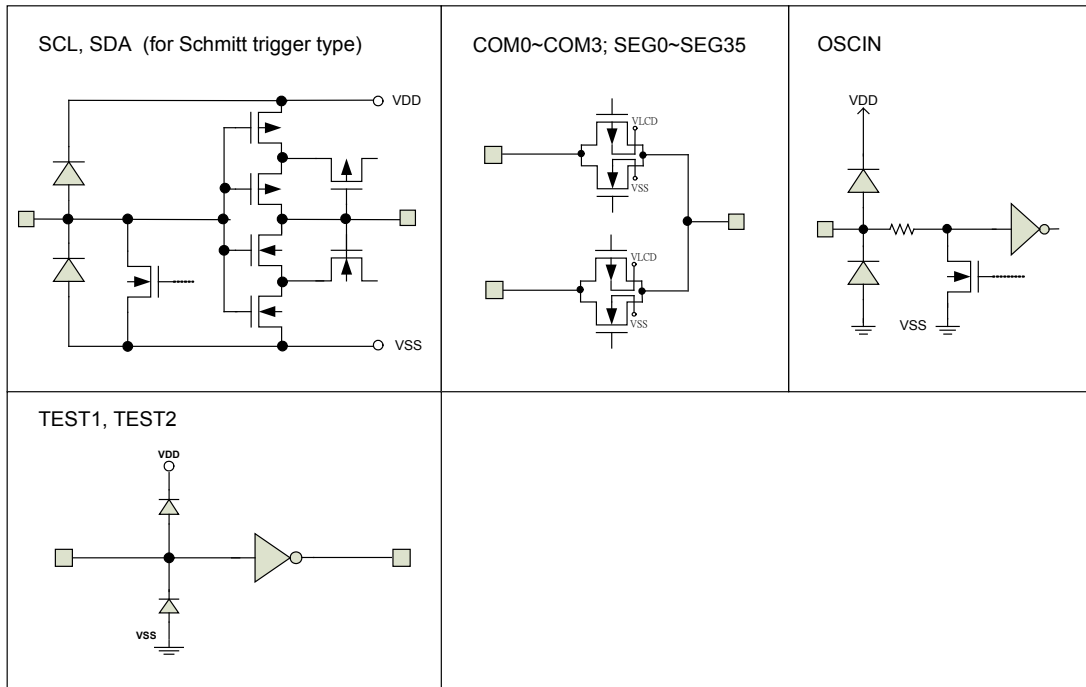 SCL, SDA (for Schmitt trigger type)
VDD
VSS
COM0~COM3; SEG0~SEG35
VLCD
VSS
VLCD
VSS
OSCIN
VDD
VSS
TEST1, TEST2
VDD
VSS